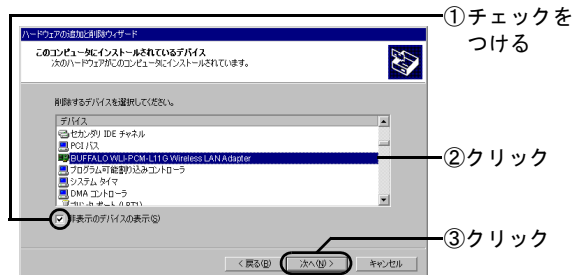 ハードウェアの追加と削除ウィザード
このコンピュータにインストールされているデバイス
次のハードウェアがこのコンピュータにインストールされています。
削除するデバイスを選択してください。
デバイス
セカンダリ IDE チャネル
PCI バス
BUFFALO WLI-PCM-L11G Wireless LAN Adapter
プログラム可能割り込みコントローラ
システム タイマ
DMA コントローラ
プリンタ ポート (LPT1)
非表示のデバイスの表示(S)
< 戻る(B)
次へ(N) >
キャンセル
①チェックを
つける
②クリック
③クリック